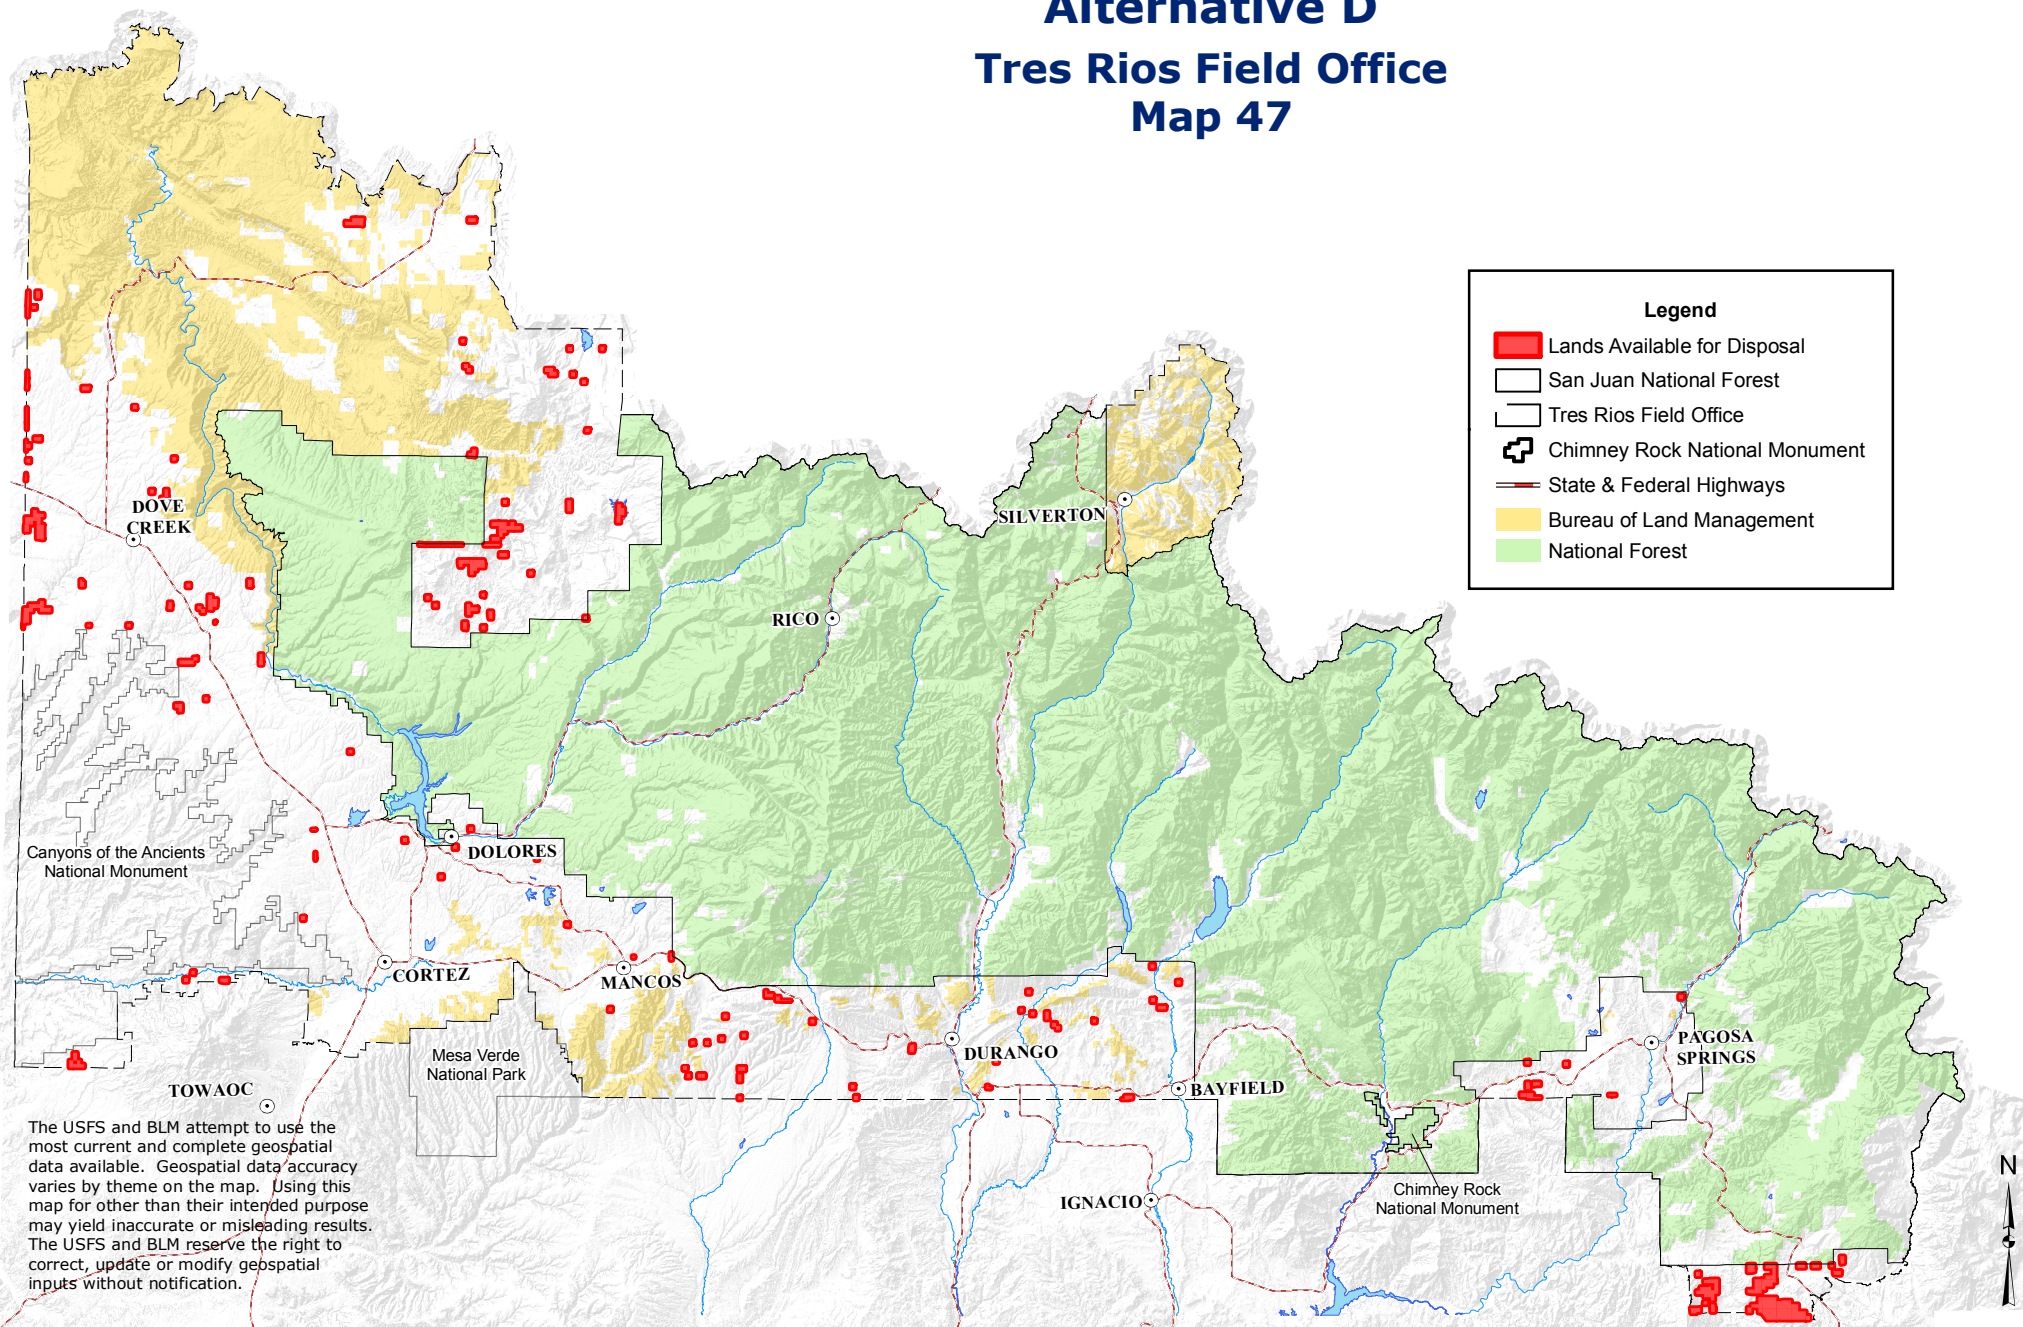 Alternative D
Tres Rios Field Office
Map 47
Legend
Lands Available for Disposal
San Juan National Forest
Tres Rios Field Office
Chimney Rock National Monument
State & Federal Highways
Bureau of Land Management
National Forest
DOVE
CREEK
SILVERTON
RICO
DOLORES
Canyons of the Ancients
National Monument
CORTEZ
MANCOS
Mesa Verde
National Park
TOWAOC
DURANGO
BAYFIELD
PAGOSA
SPRINGS
IGNACIO
Chimney Rock
National Monument
The USFS and BLM attempt to use the
most current and complete geospatial
data available.  Geospatial data accuracy
varies by theme on the map.  Using this
map for other than their intended purpose
may yield inaccurate or misleading results.
The USFS and BLM reserve the right to
correct, update or modify geospatial
inputs without notification.
N